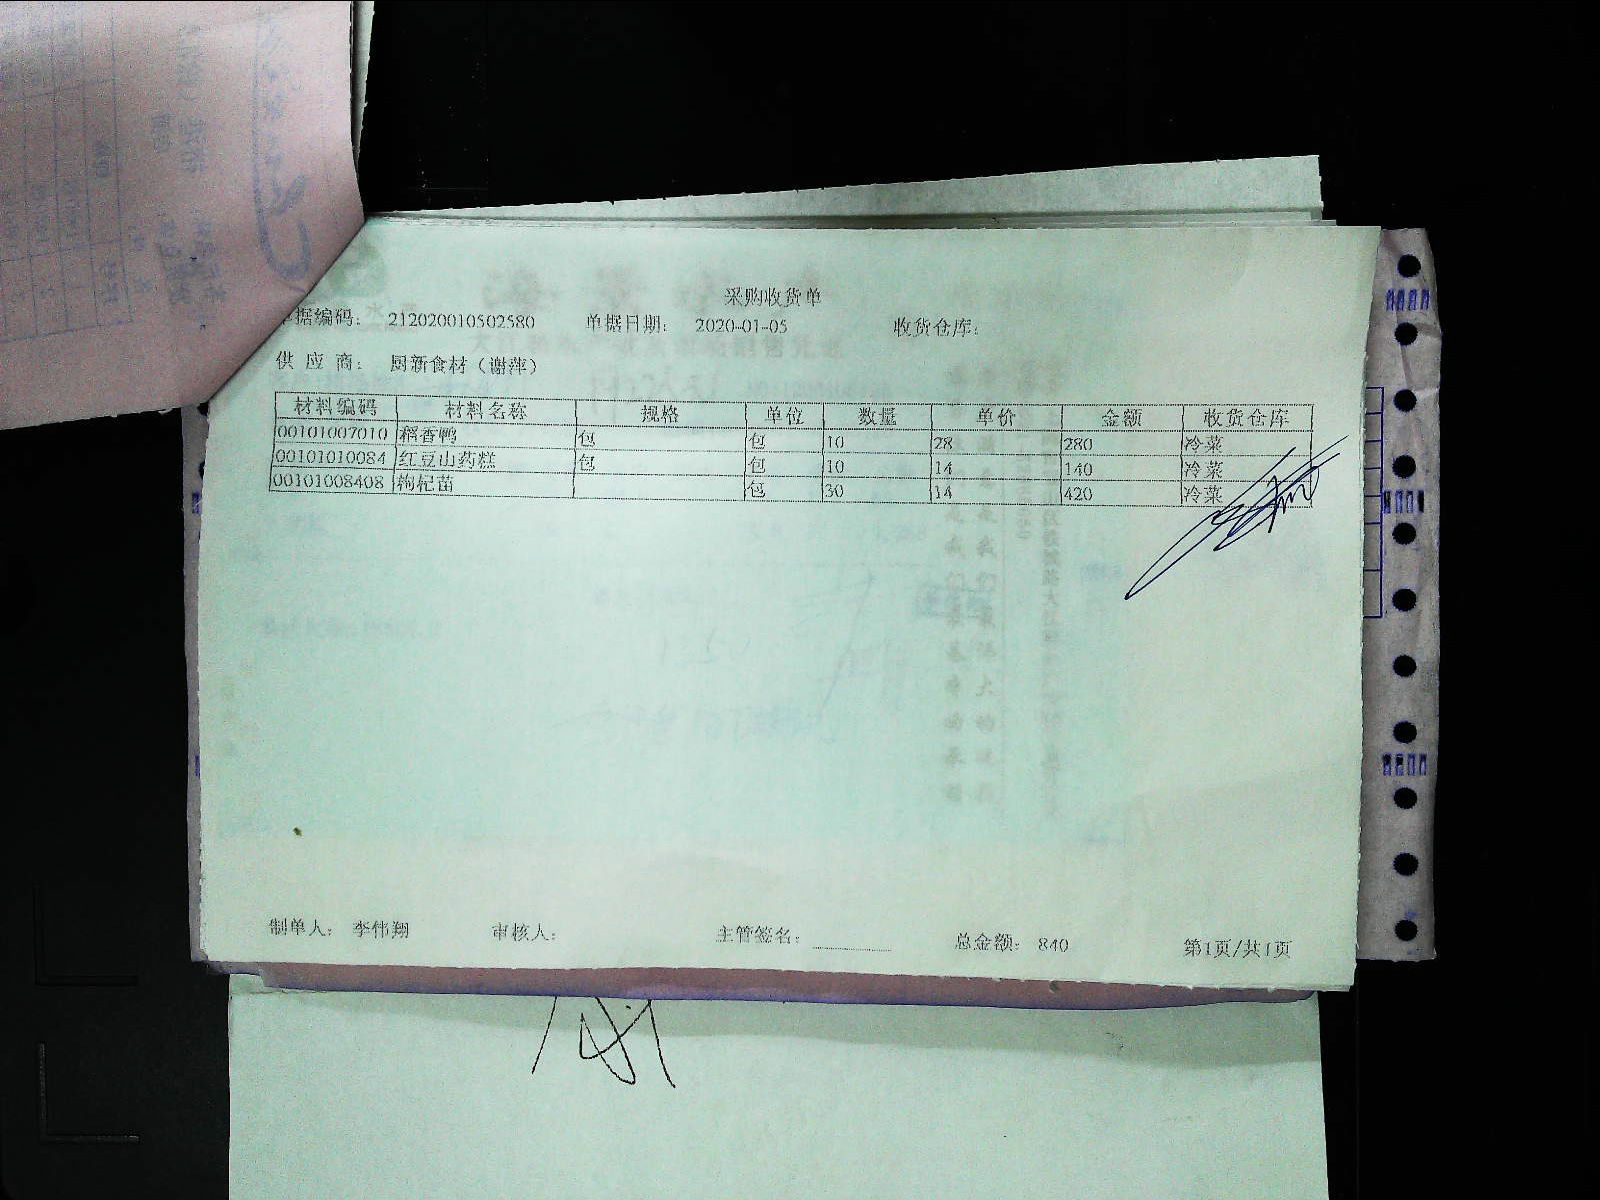 采购收货单
单据编码： 212020010502580 单据日期： 2020-01-05 收货仓库：
供 应 商： 厨新食材（谢萍）
材料编码 材料名称 规格 单位 数量 单价 金额 收货仓库
00101007010 稻香鸭 包 包 10 28 280 冷菜
00101010084 红豆山药糕 包 包 10 14 140 冷菜
00101008408 枸杞苗 包 30 14 420 冷菜
制单人： 李伟翔 审核人： 主管签名： 总金额： 840 第1页/共1页